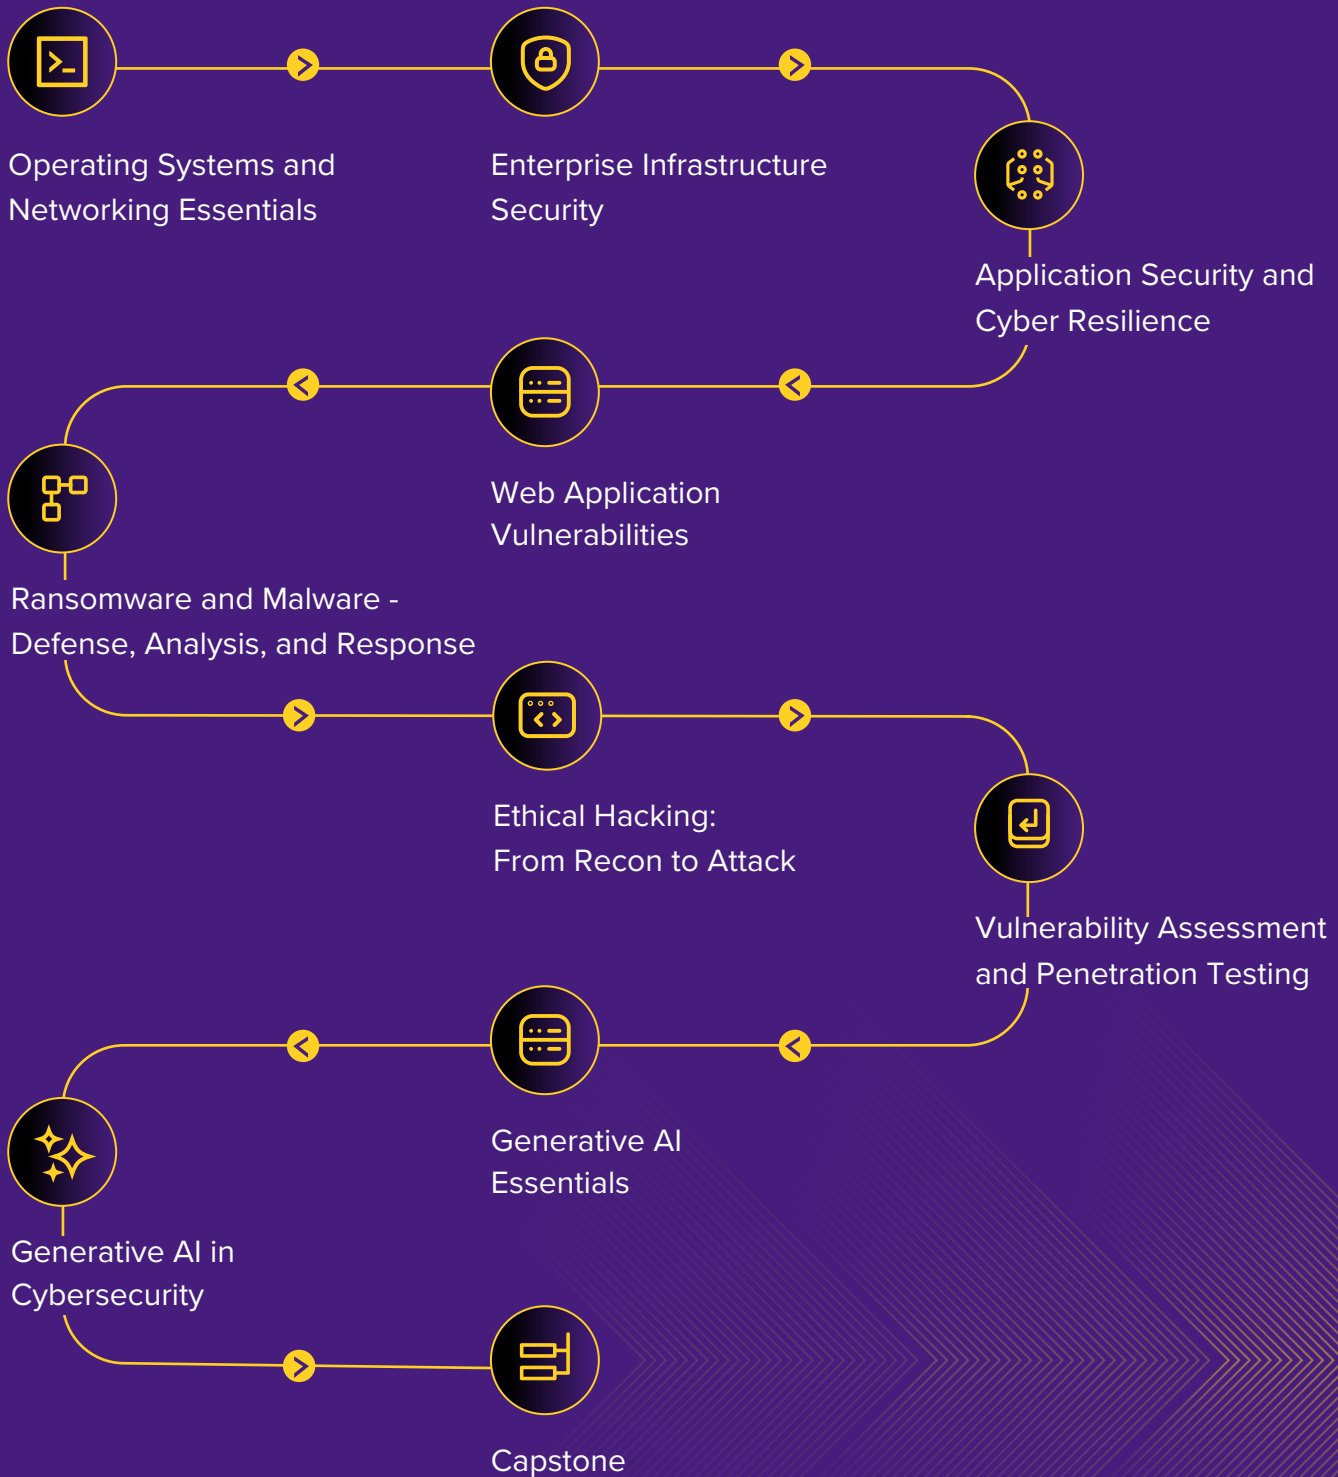 Operating Systems and
Networking Essentials
Enterprise Infrastructure
Security
Application Security and
Cyber Resilience
Web Application
Vulnerabilities
Ransomware and Malware -
Defense, Analysis, and Response
Ethical Hacking:
From Recon to Attack
Vulnerability Assessment
and Penetration Testing
Generative AI
Essentials
Generative AI in
Cybersecurity
Capstone